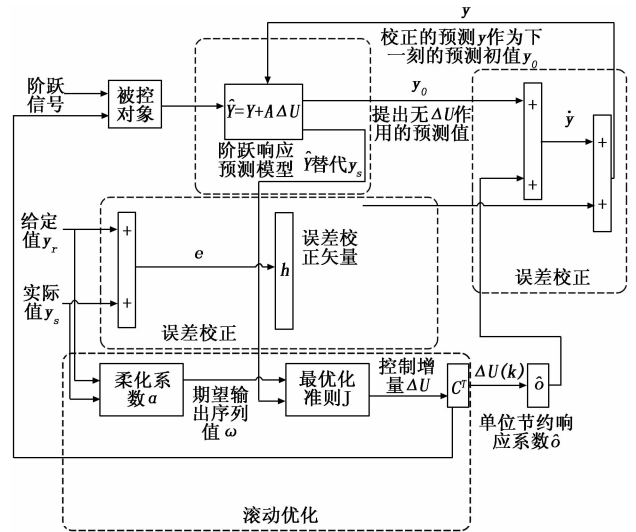 y
校正的预测y作为下
一刻的预测初值y₀
阶跃
信号
被控
对象
Ŷ=Y+AΔU
y₀
提出无ΔU作
用的预测值
阶跃响应
预测模型
Ŷ替代yₛ
+
+
ẏ
+
+
误差校正
给定
值yᵣ
实际
值yₛ
+
+
e
h
误差校
正矢量
误差校正
柔化系
数a
期望输
出序列
值ω
最优化
准则J
控制增
量ΔU
Cᵀ
ΔU(k)
ô
单位节约响
应系数ô
滚动优化